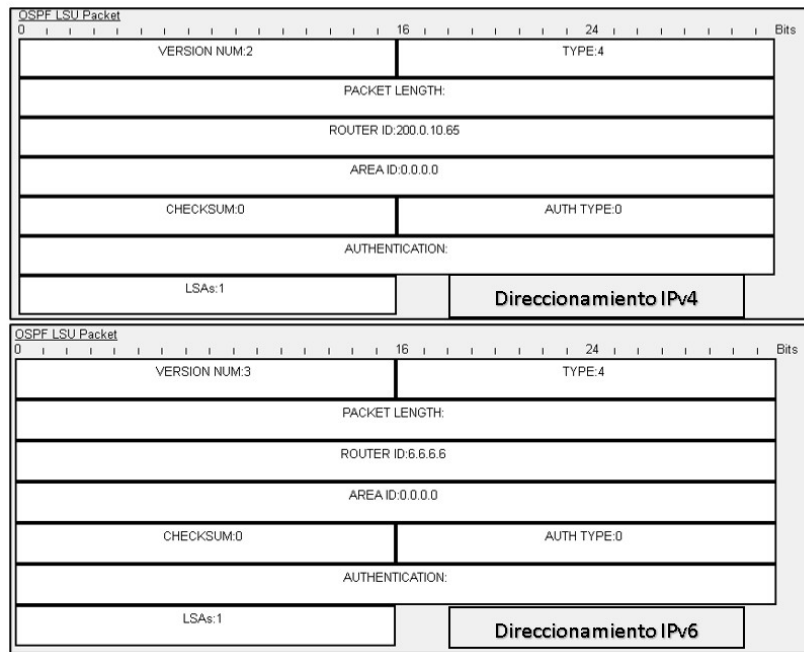 OSPF LSU Packet
0 16 24 Bits
VERSION NUM:2 TYPE:4
PACKET LENGTH:
ROUTER ID:200.0.10.65
AREA ID:0.0.0.0
CHECKSUM:0 AUTH TYPE:0
AUTHENTICATION:
LSAs:1 Direccionamiento IPv4
OSPF LSU Packet
0 16 24 Bits
VERSION NUM:3 TYPE:4
PACKET LENGTH:
ROUTER ID:6.6.6.6
AREA ID:0.0.0.0
CHECKSUM:0 AUTH TYPE:0
AUTHENTICATION:
LSAs:1 Direccionamiento IPv6